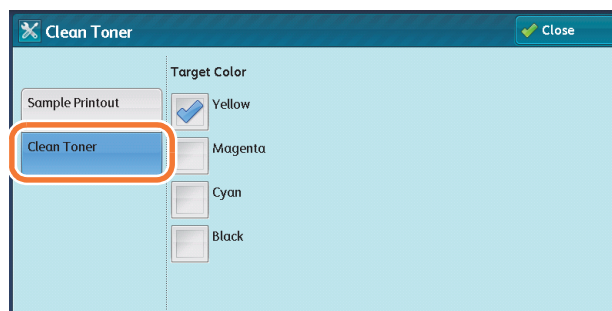 Clean Toner
Close
Target Color
Sample Printout
Clean Toner
Yellow
Magenta
Cyan
Black